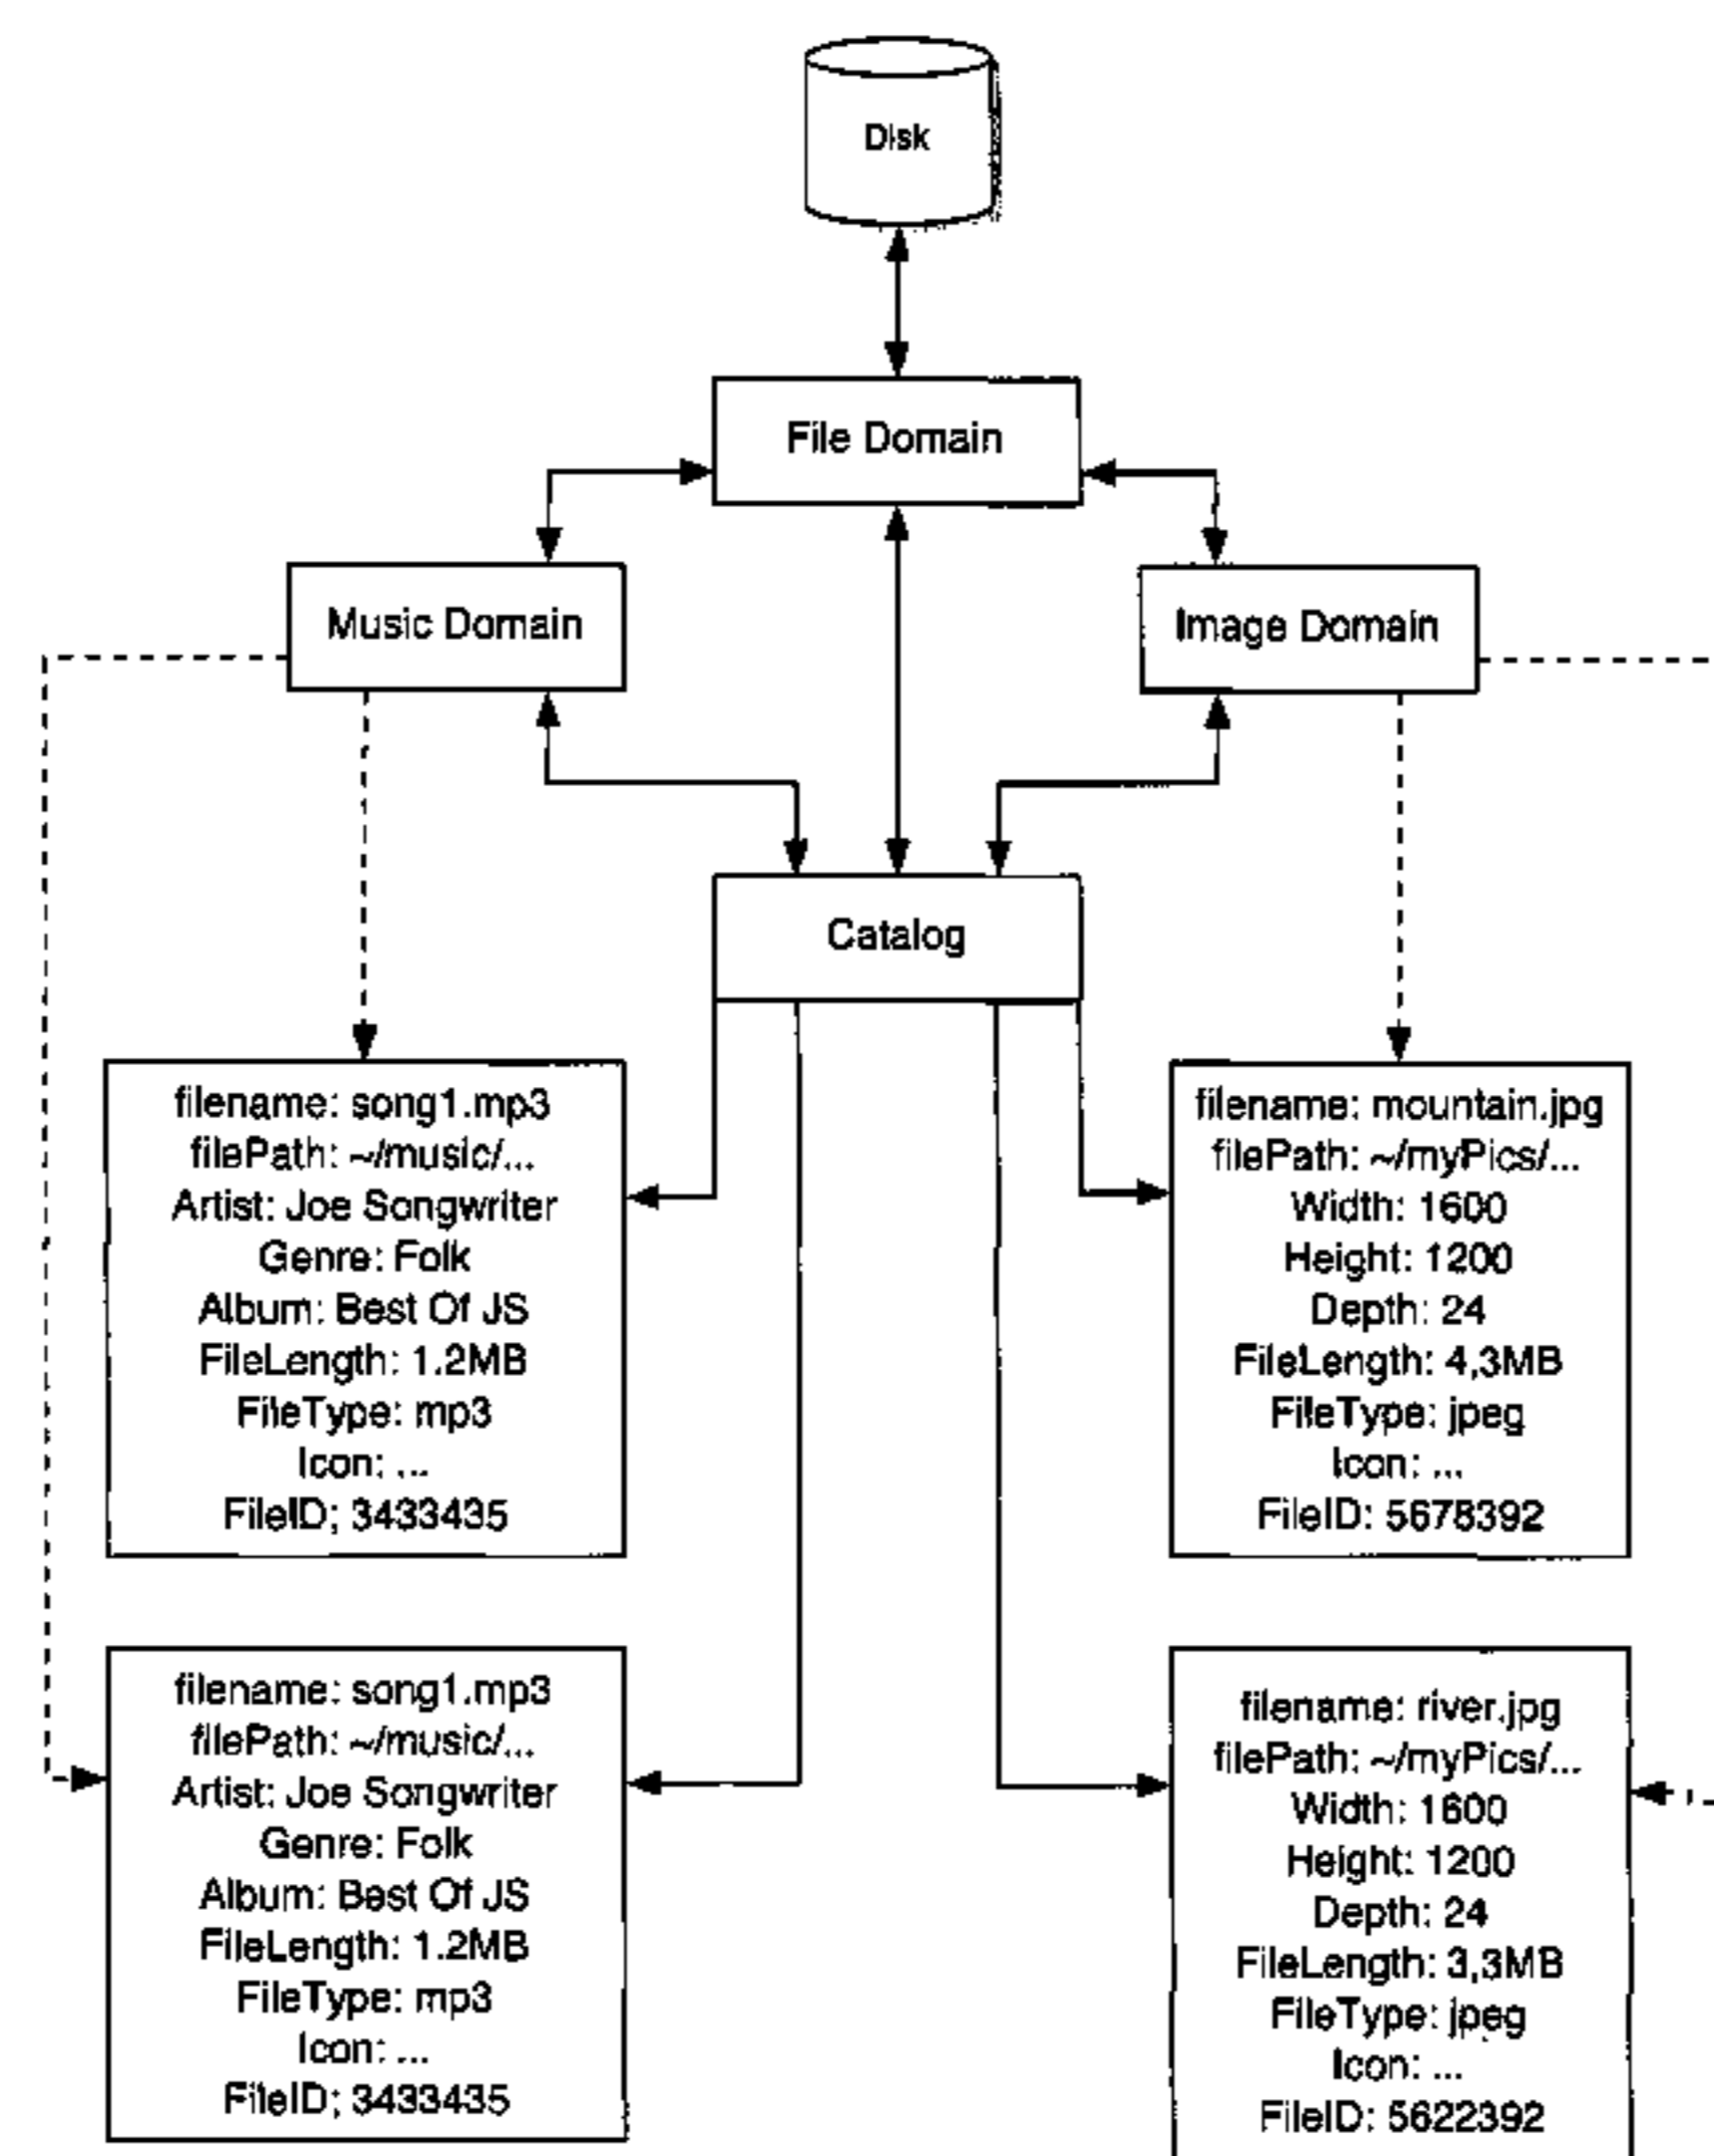 Disk
File Domain
Music Domain
Image Domain
Catalog
filename: song1.mp3
filePath: ~/music/...
Artist: Joe Songwriter
Genre: Folk
Album: Best Of JS
FileLength: 1.2MB
FileType: mp3
Icon: ...
FileID; 3433435
filename: mountain.jpg
filePath: ~/myPics/...
Width: 1600
Height: 1200
Depth: 24
FileLength: 4,3MB
FileType: jpeg
Icon: ...
FileID: 5678392
filename: song1.mp3
filePath: ~/music/...
Artist: Joe Songwriter
Genre: Folk
Album: Best Of JS
FileLength: 1.2MB
FileType: mp3
Icon: ...
FileID; 3433435
filename: river.jpg
filePath: ~/myPics/...
Width: 1600
Height: 1200
Depth: 24
FileLength: 3,3MB
FileType: jpeg
Icon: ...
FileID: 5622392